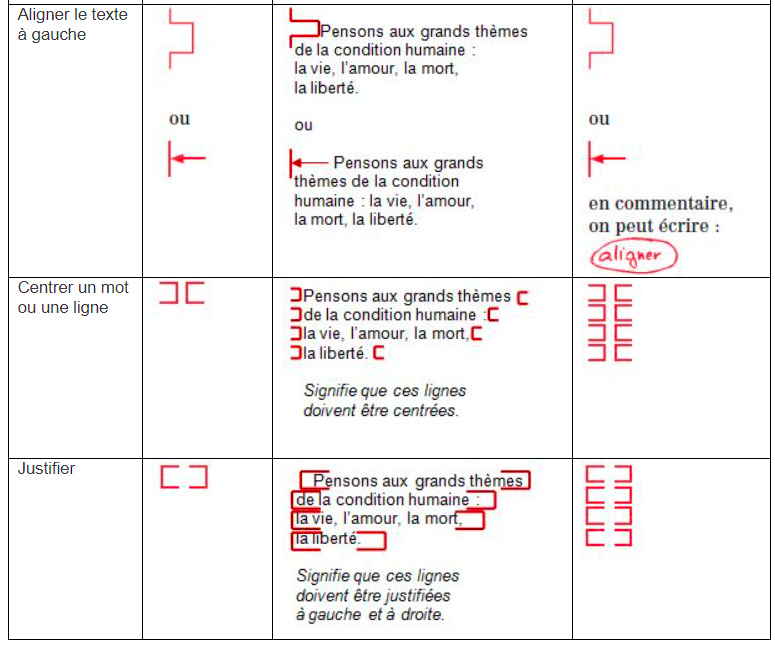 Aligner le texte
à gauche
ou
Pensons aux grands thèmes
de la condition humaine :
la vie, l'amour, la mort,
la liberté.
ou
Pensons aux grands
thèmes de la condition
humaine : la vie, l'amour,
la mort, la liberté.
ou
en commentaire,
on peut écrire :
aligner
Centrer un mot
ou une ligne
Pensons aux grands thèmes
de la condition humaine :
la vie, l'amour, la mort,
la liberté.
Signifie que ces lignes
doivent être centrées.
Justifier
Pensons aux grands thèmes
de la condition humaine :
la vie, l'amour, la mort,
la liberté.
Signifie que ces lignes
doivent être justifiées
à gauche et à droite.